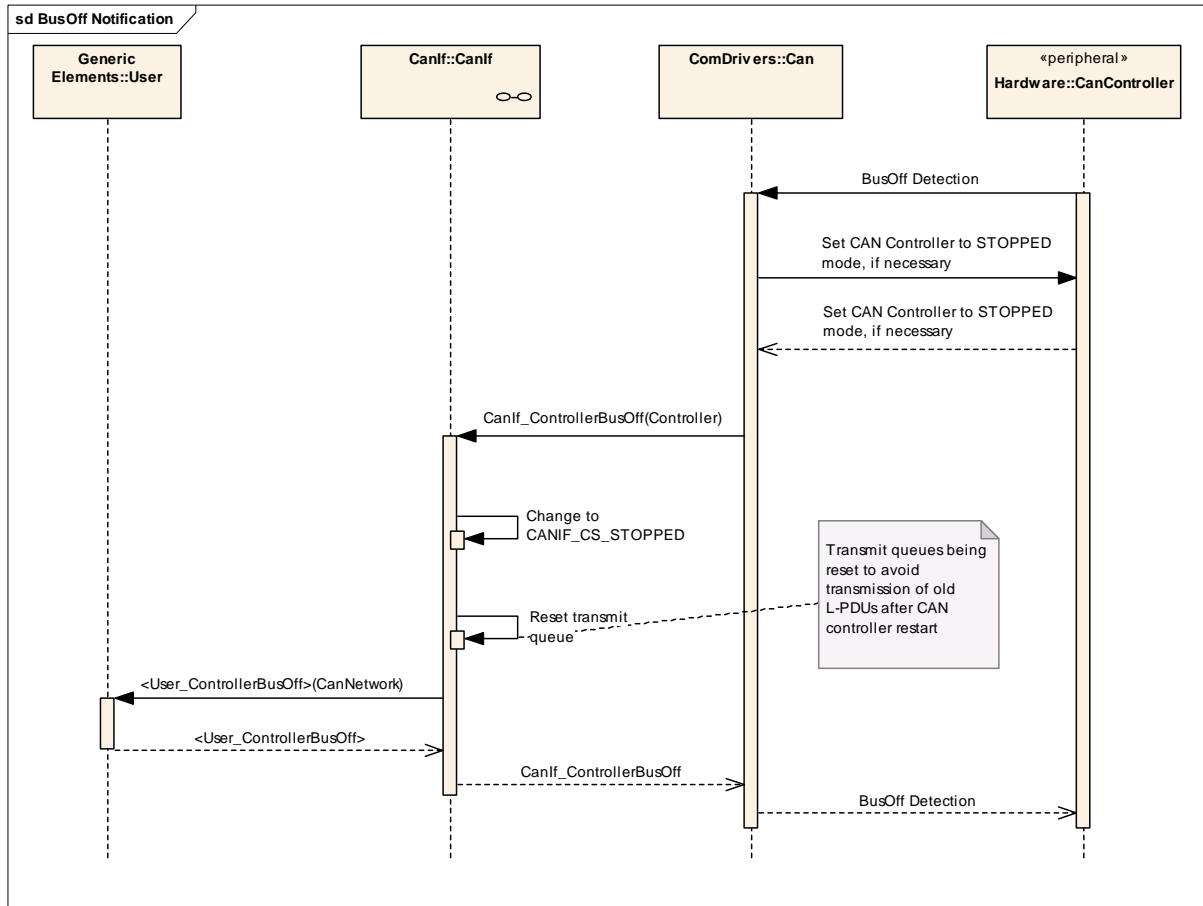 sd BusOff Notification
Generic
Elements::User
CanIf::CanIf
ComDrivers::Can
«peripheral»
Hardware::CanController
BusOff Detection
Set CAN Controller to STOPPED
mode, if necessary
Set CAN Controller to STOPPED
mode, if necessary
CanIf_ControllerBusOff(Controller)
Change to
CANIF_CS_STOPPED
Transmit queues being
reset to avoid
transmission of old
L-PDUs after CAN
controller restart
Reset transmit
queue
<User_ControllerBusOff>(CanNetwork)
<User_ControllerBusOff>
CanIf_ControllerBusOff
BusOff Detection